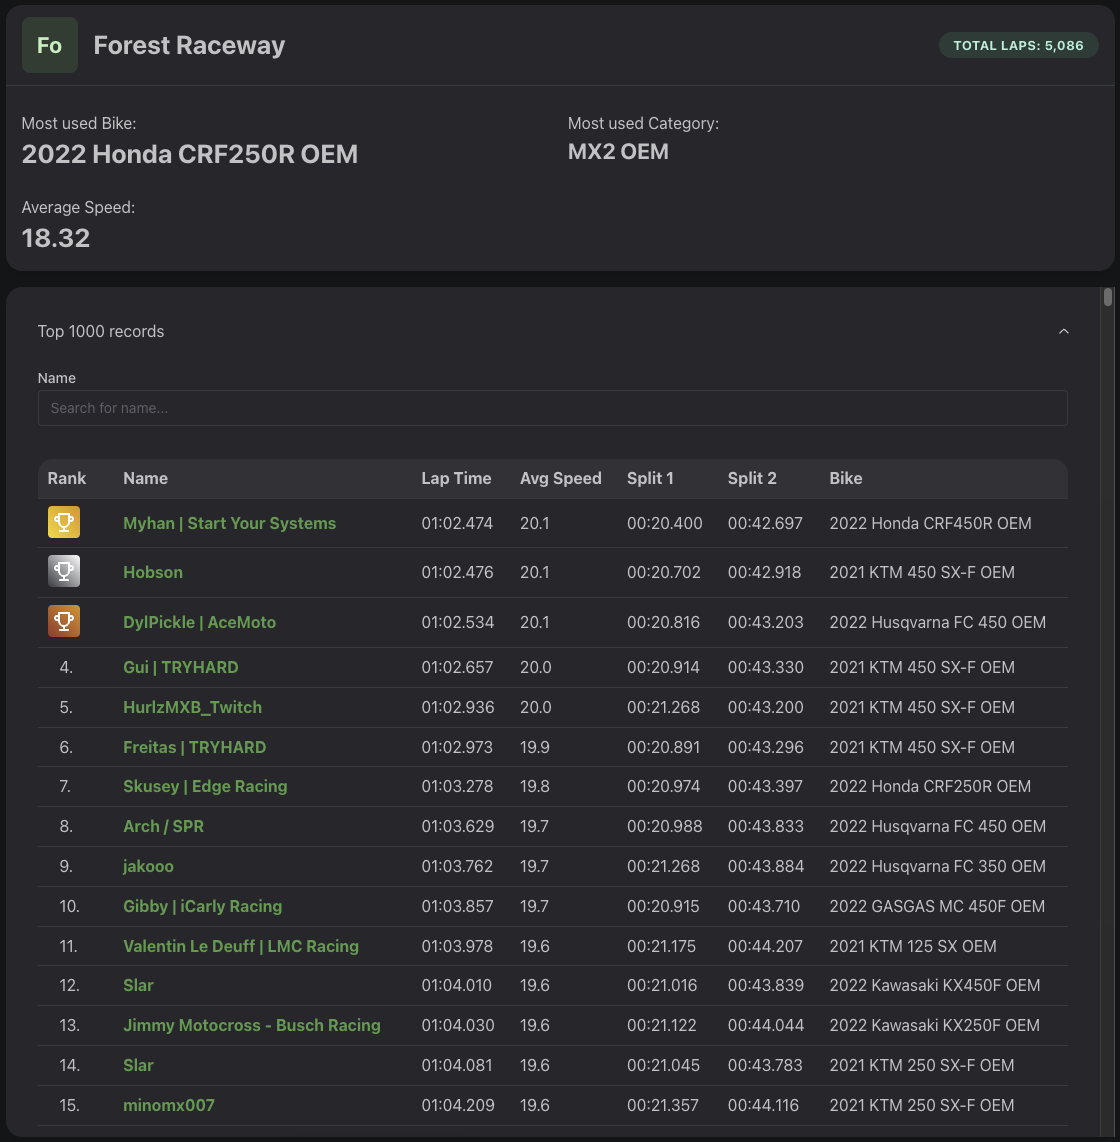 Fo Forest Raceway TOTAL LAPS: 5,086
Most used Bike: Most used Category:
2022 Honda CRF250R OEM MX2 OEM
Average Speed:
18.32
Top 1000 records
Name
Search for name...
Rank Name Lap Time Avg Speed Split 1 Split 2 Bike
Myhan | Start Your Systems 01:02.474 20.1 00:20.400 00:42.697 2022 Honda CRF450R OEM
Hobson 01:02.476 20.1 00:20.702 00:42.918 2021 KTM 450 SX-F OEM
DylPickle | AceMoto 01:02.534 20.1 00:20.816 00:43.203 2022 Husqvarna FC 450 OEM
4. Gui | TRYHARD 01:02.657 20.0 00:20.914 00:43.330 2021 KTM 450 SX-F OEM
5. HurlzMXB_Twitch 01:02.936 20.0 00:21.268 00:43.200 2021 KTM 450 SX-F OEM
6. Freitas | TRYHARD 01:02.973 19.9 00:20.891 00:43.296 2021 KTM 450 SX-F OEM
7. Skusey | Edge Racing 01:03.278 19.8 00:20.974 00:43.397 2022 Honda CRF250R OEM
8. Arch / SPR 01:03.629 19.7 00:20.988 00:43.833 2022 Husqvarna FC 450 OEM
9. jakooo 01:03.762 19.7 00:21.268 00:43.884 2022 Husqvarna FC 350 OEM
10. Gibby | iCarly Racing 01:03.857 19.7 00:20.915 00:43.710 2022 GASGAS MC 450F OEM
11. Valentin Le Deuff | LMC Racing 01:03.978 19.6 00:21.175 00:44.207 2021 KTM 125 SX OEM
12. Slar 01:04.010 19.6 00:21.016 00:43.839 2022 Kawasaki KX450F OEM
13. Jimmy Motocross - Busch Racing 01:04.030 19.6 00:21.122 00:44.044 2022 Kawasaki KX250F OEM
14. Slar 01:04.081 19.6 00:21.045 00:43.783 2021 KTM 250 SX-F OEM
15. minomx007 01:04.209 19.6 00:21.357 00:44.116 2021 KTM 250 SX-F OEM